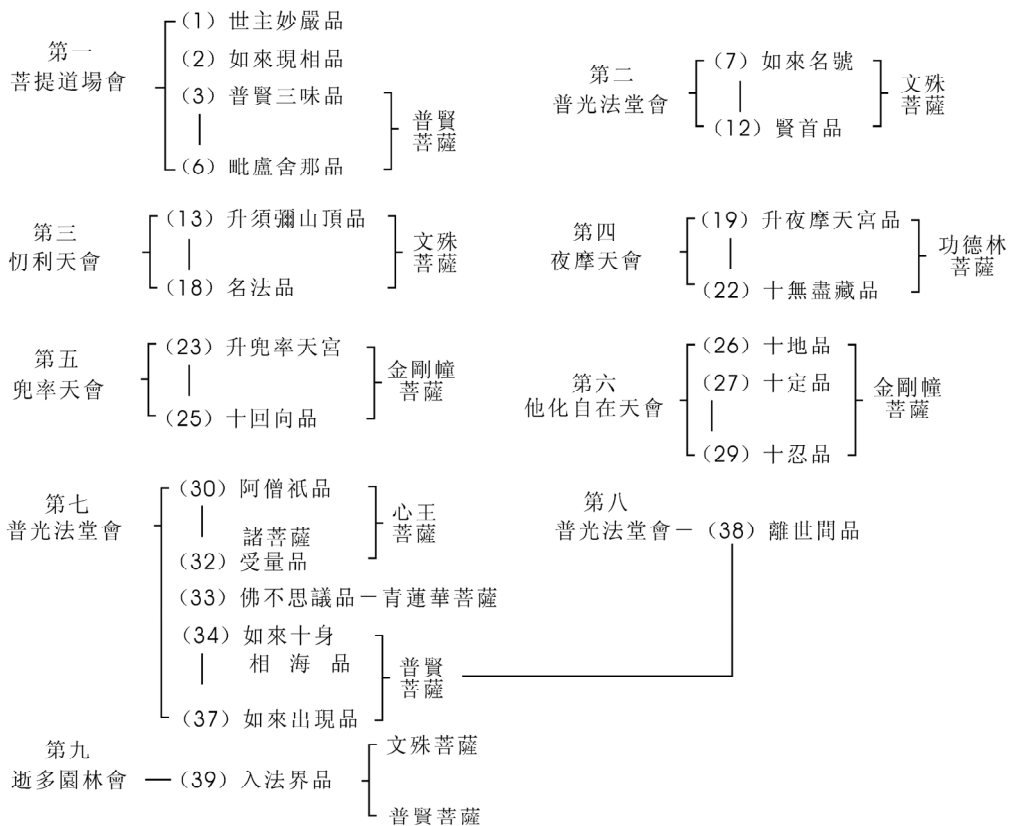 第一
菩提道場會
(1) 世主妙嚴品
(2) 如來現相品
(3) 普賢三昧品
(6) 毗盧舍那品
普賢
菩薩
第二
普光法堂會
(7) 如來名號
(12) 賢首品
文殊
菩薩
第三
忉利天會
(13) 升須彌山頂品
(18) 名法品
文殊
菩薩
第四
夜摩天會
(19) 升夜摩天宮品
(22) 十無盡藏品
功德林
菩薩
第五
兜率天會
(23) 升兜率天宮
(25) 十回向品
金剛幢
菩薩
第六
他化自在天會
(26) 十地品
(27) 十定品
(29) 十忍品
金剛幢
菩薩
第七
普光法堂會
(30) 阿僧祇品
諸菩薩
(32) 受量品
心王
菩薩
(33) 佛不思議品－青蓮華菩薩
(34) 如來十身
相海品
(37) 如來出現品
普賢
菩薩
第八
普光法堂會－(38) 離世間品
第九
逝多園林會 — (39) 入法界品
文殊菩薩
普賢菩薩